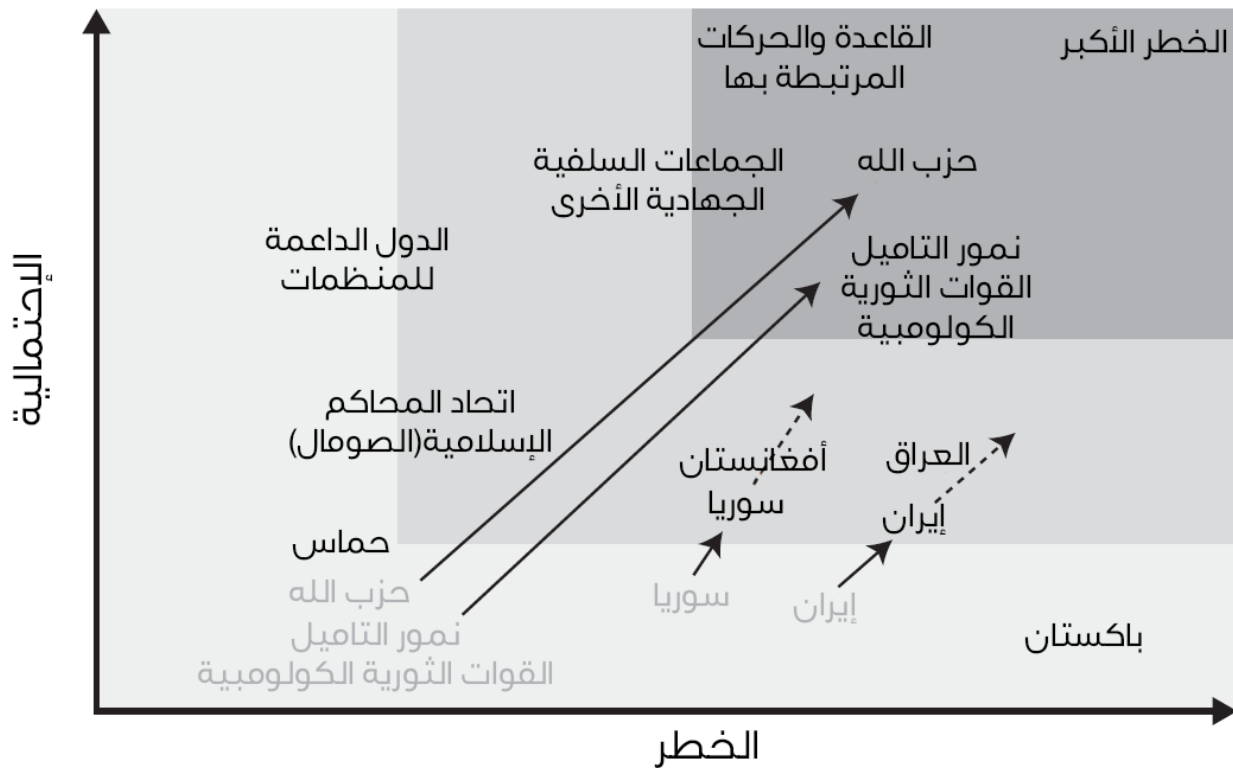 الخطر الأكبر
القاعدة والحركات
المرتبطة بها
حزب الله
الجماعات السلفية
الجهادية الأخرى
الدول الداعمة
للمنظمات
نمور التاميل
القوات الثورية
الكولومبية
الإحتمالية
اتحاد المحاكم
الإسلامية(الصومال)
العراق
أفغانستان
إيران
سوريا
حماس
إيران
سوريا
حزب الله
باكستان
نمور التاميل
القوات الثورية الكولومبية
الخطر